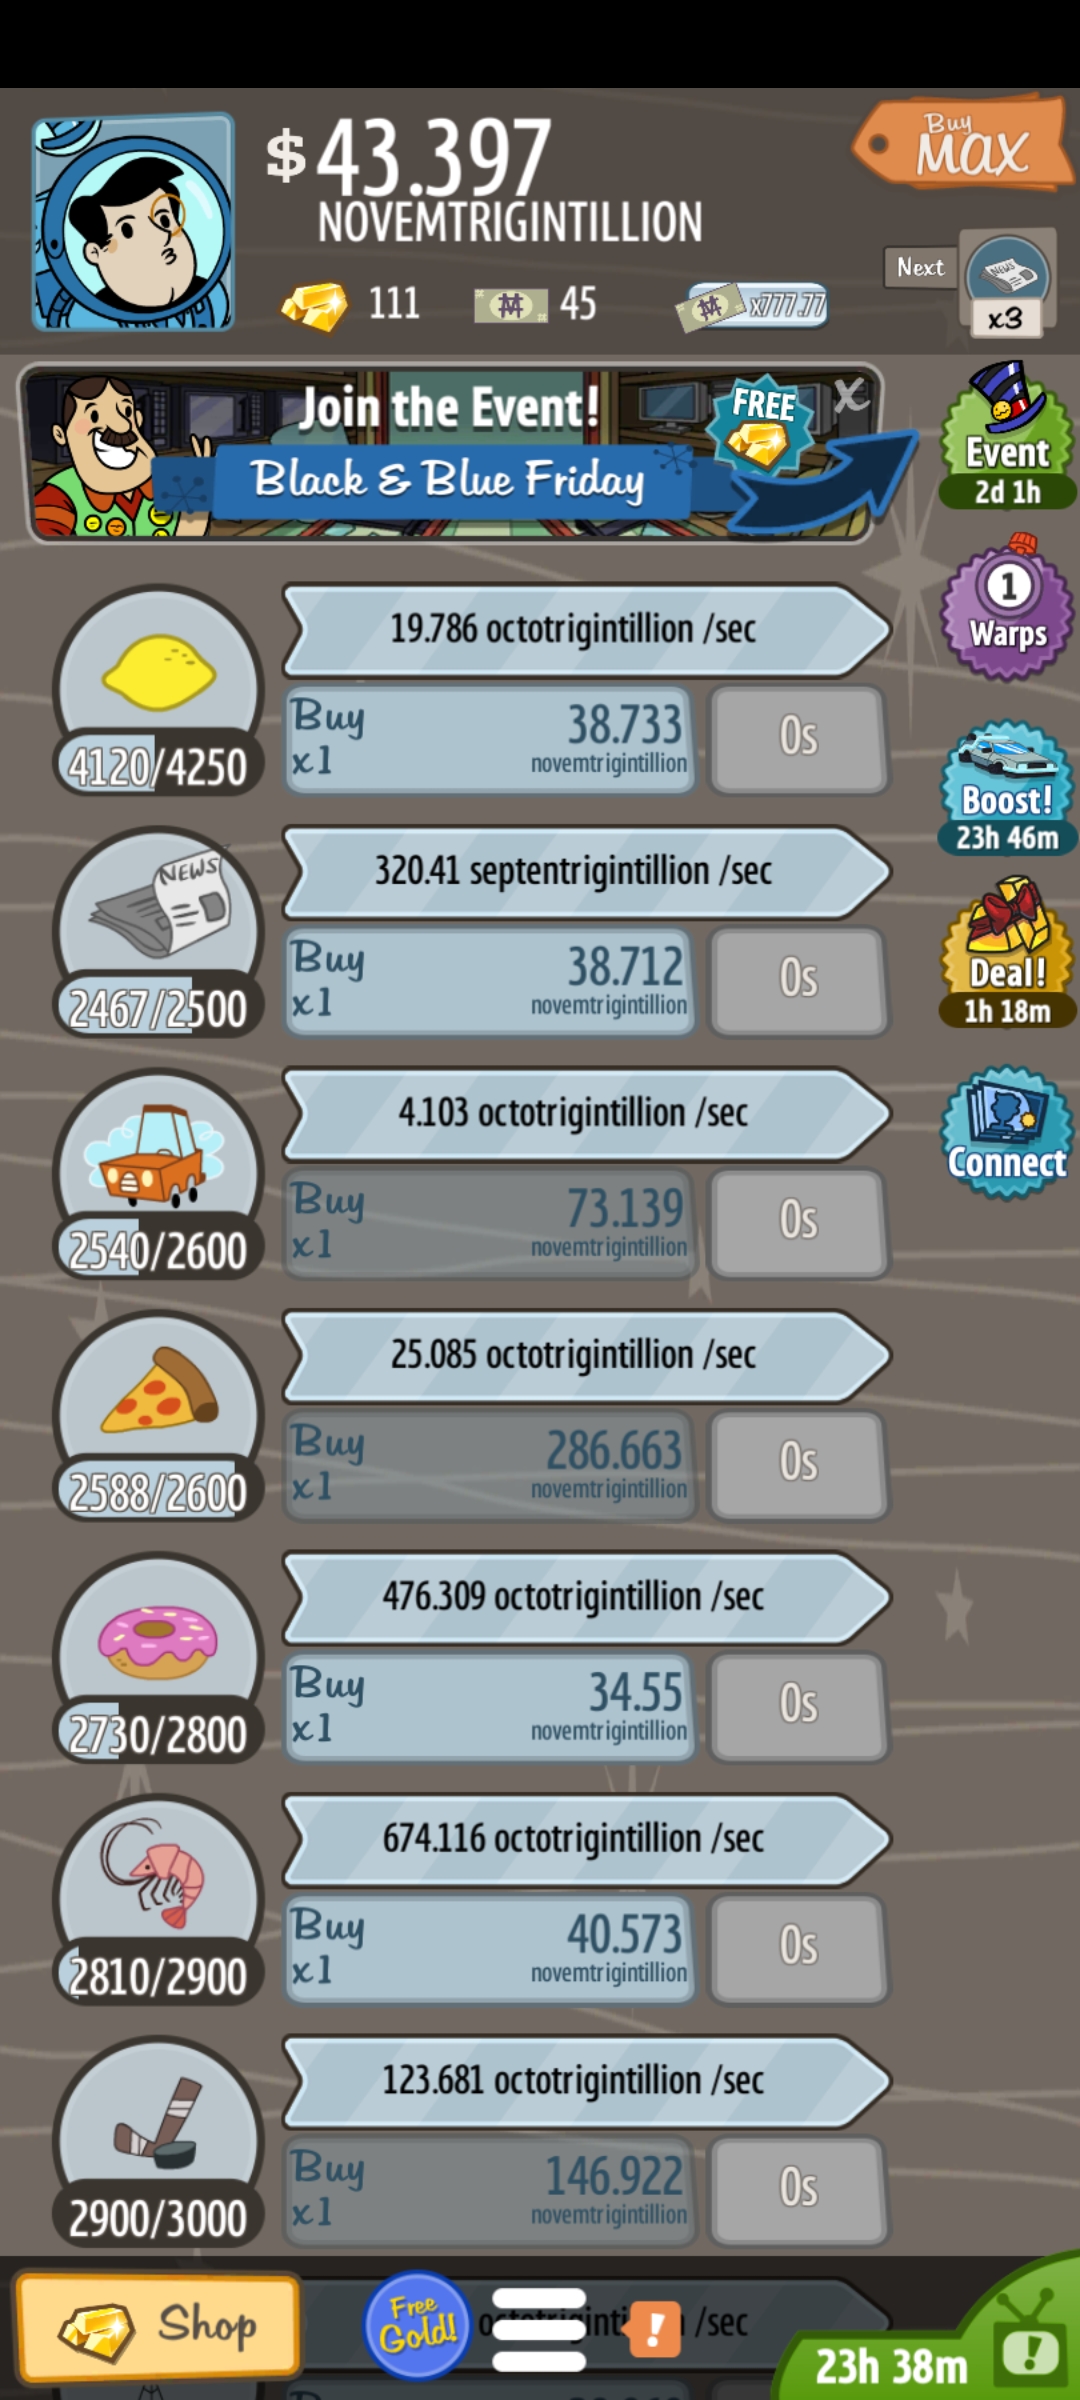 $ 43.397
NOVEMTRIGINTILLION
Buy
MAX
111
45
x777.77
Next
NEWS
x3
Join the Event!
Black & Blue Friday
FREE
X
Event
2d 1h
19.786 octotrigintillion /sec
Buy
x1
38.733
novemtrigintillion
0s
4120/4250
1
Warps
Boost!
23h 46m
NEWS
320.41 septentrigintillion /sec
Buy
x1
38.712
novemtrigintillion
0s
2467/2500
Deal!
1h 18m
4.103 octotrigintillion /sec
Buy
x1
73.139
novemtrigintillion
0s
2540/2600
Connect
25.085 octotrigintillion /sec
Buy
x1
286.663
novemtrigintillion
0s
2588/2600
476.309 octotrigintillion /sec
Buy
x1
34.55
novemtrigintillion
0s
2730/2800
674.116 octotrigintillion /sec
Buy
x1
40.573
novemtrigintillion
0s
2810/2900
123.681 octotrigintillion /sec
Buy
x1
146.922
novemtrigintillion
0s
2900/3000
Shop
Free
Gold!
!
/sec
23h 38m
!
Buy